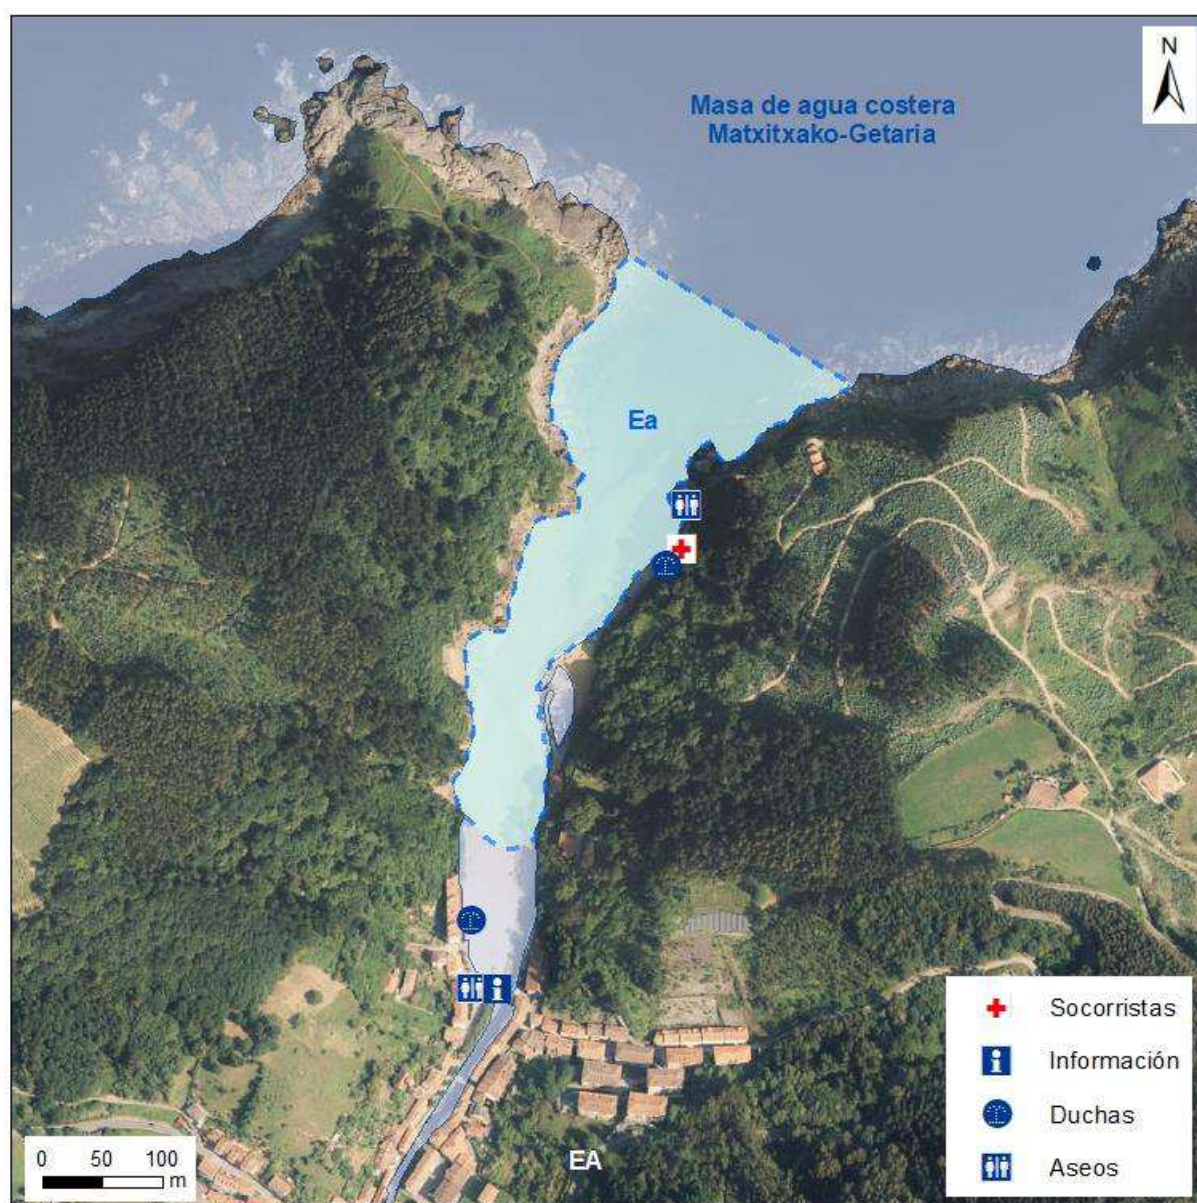 N
Masa de agua costera
Matxitxako-Getaria
Ea
Socorristas
Información
Duchas
Aseos
0 50 100
m
EA